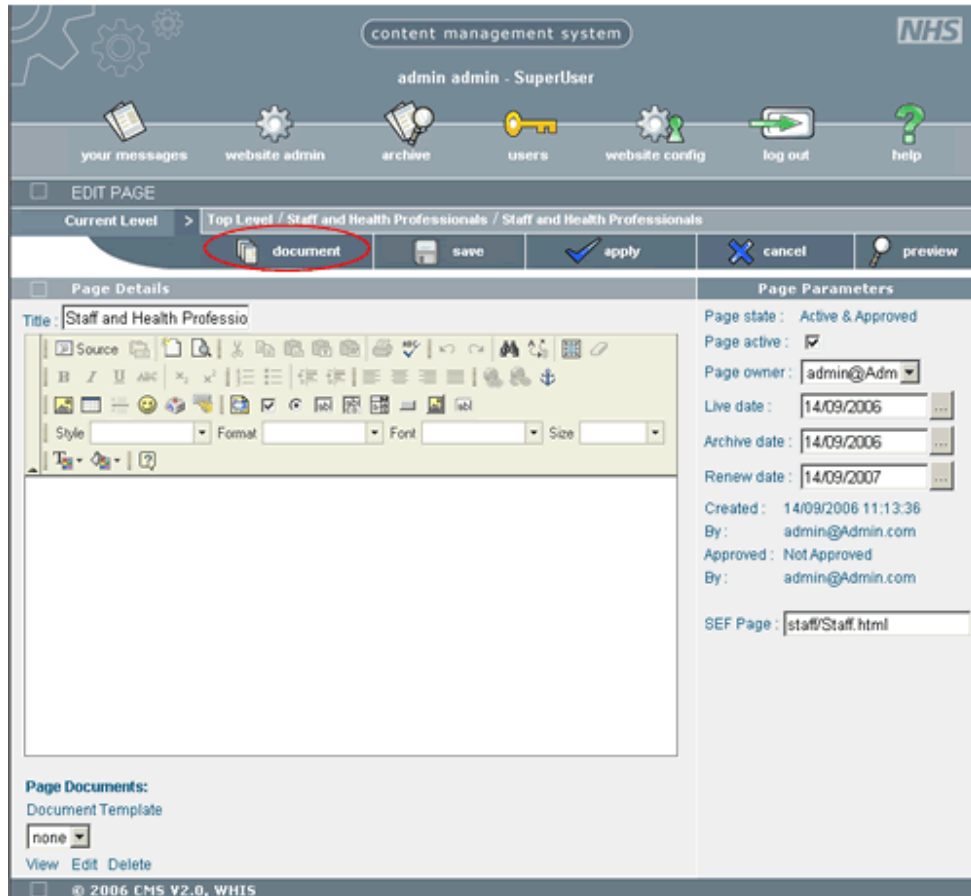 content management system
NHS
admin admin - SuperUser
your messages website admin archive users website config log out help
EDIT PAGE
Current Level > Top Level / Staff and Health Professionals / Staff and Health Professionals
document save apply cancel preview
Page Details
Title : Staff and Health Professio
Source
B I U ABC
Style Format Font Size
Page Documents:
Document Template
none
View Edit Delete
Page Parameters
Page state : Active & Approved
Page active :
Page owner : admin@Adm
Live date : 14/09/2006 ...
Archive date : 14/09/2006 ...
Renew date : 14/09/2007 ...
Created : 14/09/2006 11:13:36
By : admin@Admin.com
Approved : Not Approved
By : admin@Admin.com
SEF Page : staff/Staff.html
© 2006 CMS V2.0, WHIS